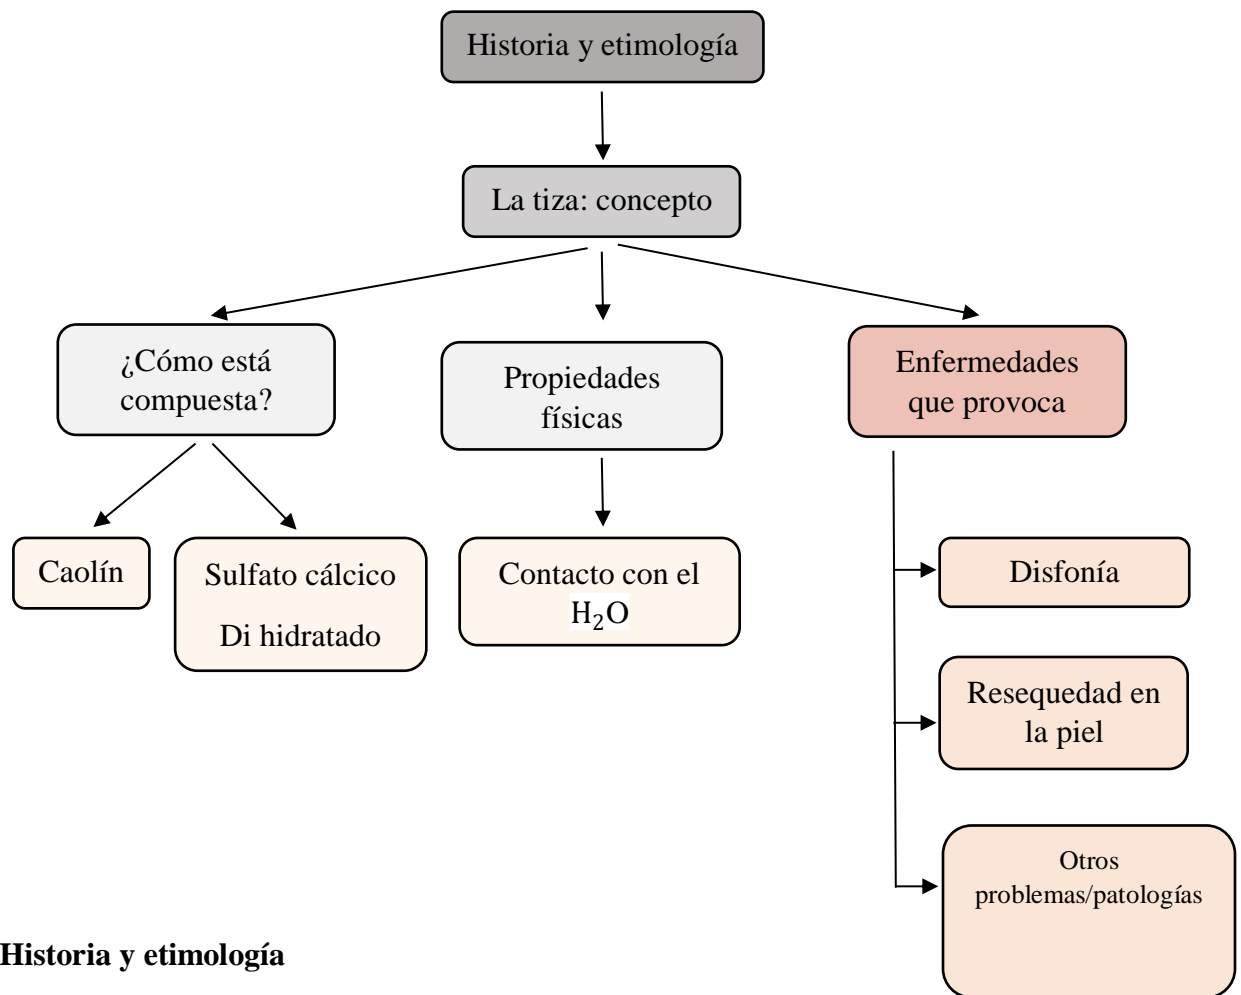 Historia y etimología
La tiza: concepto
¿Cómo está
compuesta?
Propiedades
físicas
Enfermedades
que provoca
Caolín
Sulfato cálcico
Di hidratado
Contacto con el
H₂O
Disfonía
Resequedad en
la piel
Otros
problemas/patologías
Historia y etimología